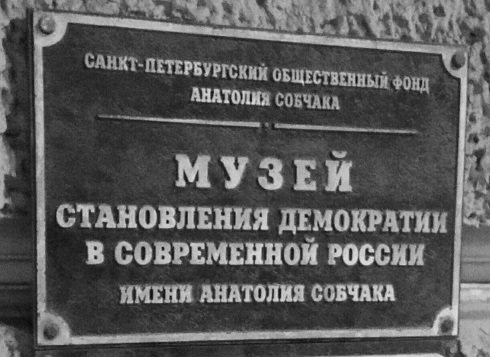 САНКТ-ПЕТЕРБУРГСКИЙ ОБЩЕСТВЕННЫЙ ФОНД
АНАТОЛИЯ СОБЧАКА
МУЗЕЙ
СТАНОВЛЕНИЯ ДЕМОКРАТИИ
В СОВРЕМЕННОЙ РОССИИ
ИМЕНИ АНАТОЛИЯ СОБЧАКА